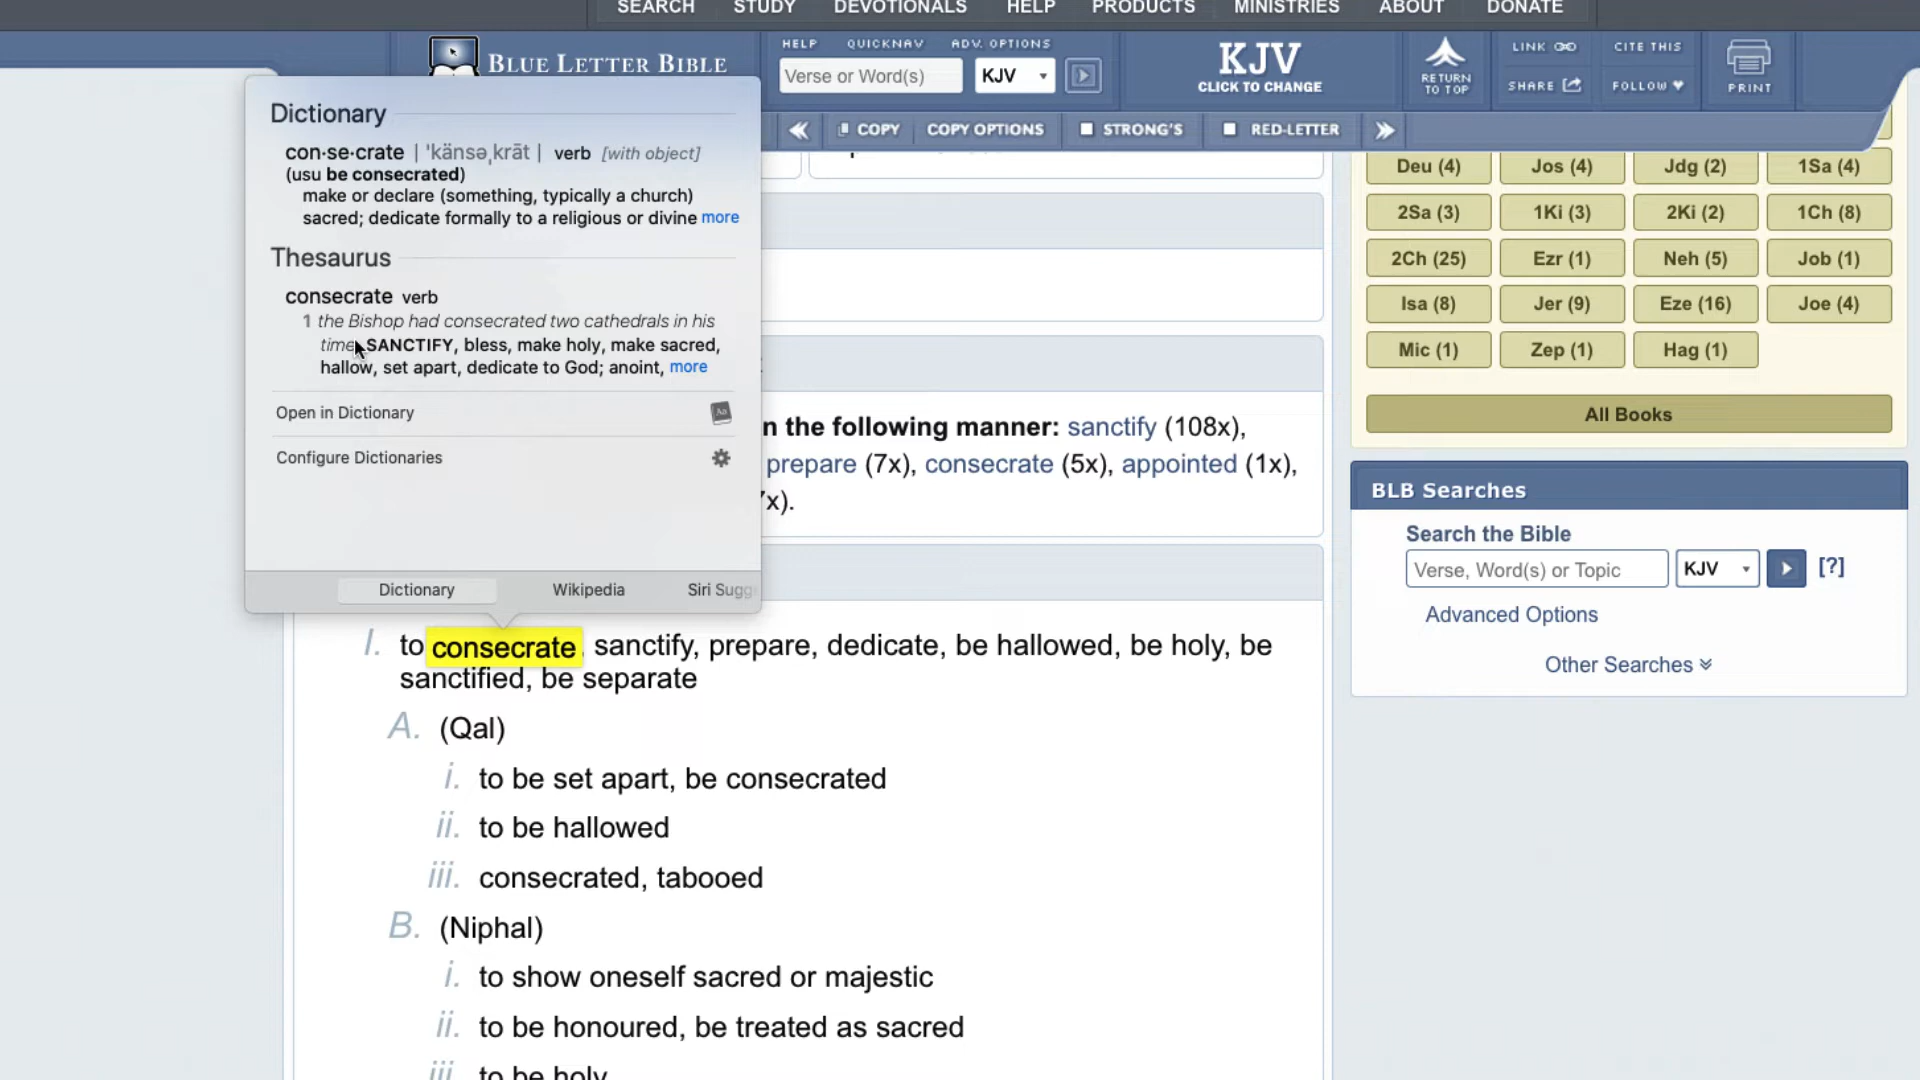 SEARCH STUDY DEVOTIONALS HELP PRODUCTS MINISTRIES ABOUT DONATE
BLUE LETTER BIBLE
HELP QUICKNAV ADV. OPTIONS
Verse or Word(s) KJV
KJV
CLICK TO CHANGE
RETURN
TO TOP
LINK CITE THIS
SHARE FOLLOW
PRINT
COPY COPY OPTIONS STRONG'S RED-LETTER
Dictionary
con·se·crate | ˈkänsəˌkrāt | verb [with object]
(usu be consecrated)
make or declare (something, typically a church)
sacred; dedicate formally to a religious or divine more
Thesaurus
consecrate verb
1 the Bishop had consecrated two cathedrals in his
time SANCTIFY, bless, make holy, make sacred,
hallow, set apart, dedicate to God; anoint, more
Open in Dictionary
Configure Dictionaries
Dictionary Wikipedia Siri Sugg
n the following manner: sanctify (108x),
prepare (7x), consecrate (5x), appointed (1x),
x).
I. to consecrate, sanctify, prepare, dedicate, be hallowed, be holy, be
sanctified, be separate
A. (Qal)
i. to be set apart, be consecrated
ii. to be hallowed
iii. consecrated, tabooed
B. (Niphal)
i. to show oneself sacred or majestic
ii. to be honoured, be treated as sacred
iii. to be holy
Deu (4) Jos (4) Jdg (2) 1Sa (4)
2Sa (3) 1Ki (3) 2Ki (2) 1Ch (8)
2Ch (25) Ezr (1) Neh (5) Job (1)
Isa (8) Jer (9) Eze (16) Joe (4)
Mic (1) Zep (1) Hag (1)
All Books
BLB Searches
Search the Bible
Verse, Word(s) or Topic KJV [?]
Advanced Options
Other Searches